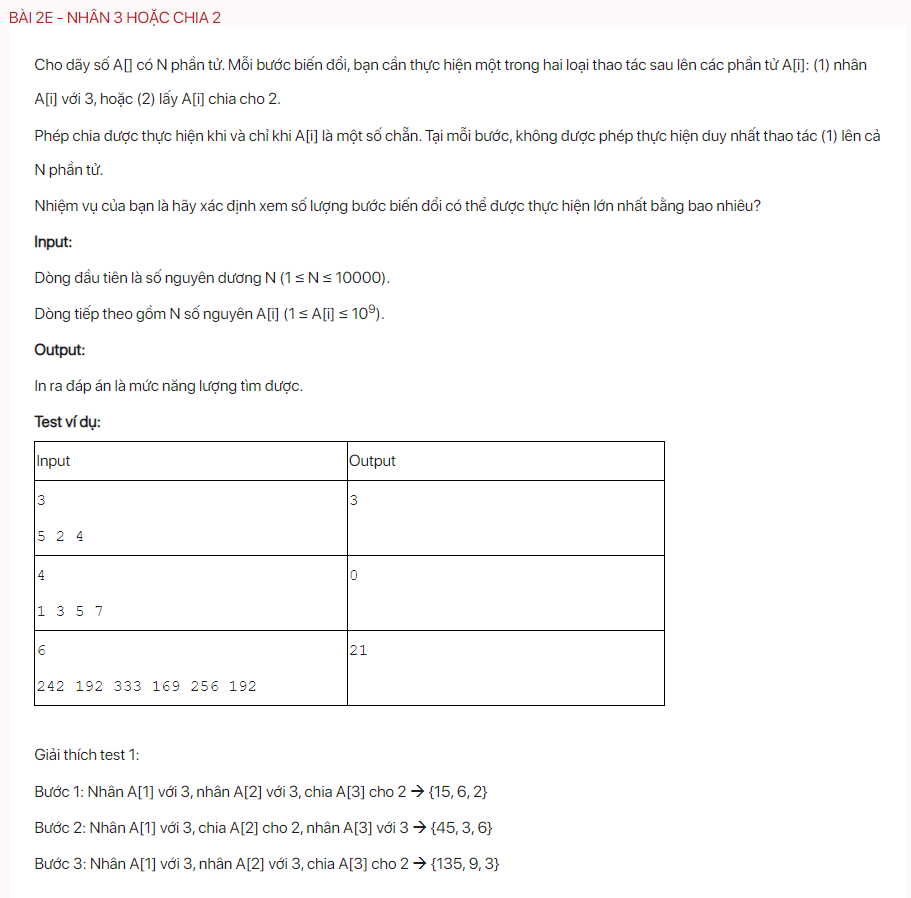 BÀI 2E - NHÂN 3 HOẶC CHIA 2
Cho dãy số A[] có N phần tử. Mỗi bước biến đổi, bạn cần thực hiện một trong hai loại thao tác sau lên các phần tử A[i]: (1) nhân
A[i] với 3, hoặc (2) lấy A[i] chia cho 2.
Phép chia được thực hiện khi và chỉ khi A[i] là một số chẵn. Tại mỗi bước, không được phép thực hiện duy nhất thao tác (1) lên cả
N phần tử.
Nhiệm vụ của bạn là hãy xác định xem số lượng bước biến đổi có thể được thực hiện lớn nhất bằng bao nhiêu?
Input:
Dòng đầu tiên là số nguyên dương N (1 ≤ N ≤ 10000).
Dòng tiếp theo gồm N số nguyên A[i] (1 ≤ A[i] ≤ 10⁹).
Output:
In ra đáp án là mức năng lượng tìm được.
Test ví dụ:
Input Output
3 3
5 2 4
4 0
1 3 5 7
6 21
242 192 333 169 256 192
Giải thích test 1:
Bước 1: Nhân A[1] với 3, nhân A[2] với 3, chia A[3] cho 2 → {15, 6, 2}
Bước 2: Nhân A[1] với 3, chia A[2] cho 2, nhân A[3] với 3 → {45, 3, 6}
Bước 3: Nhân A[1] với 3, nhân A[2] với 3, chia A[3] cho 2 → {135, 9, 3}